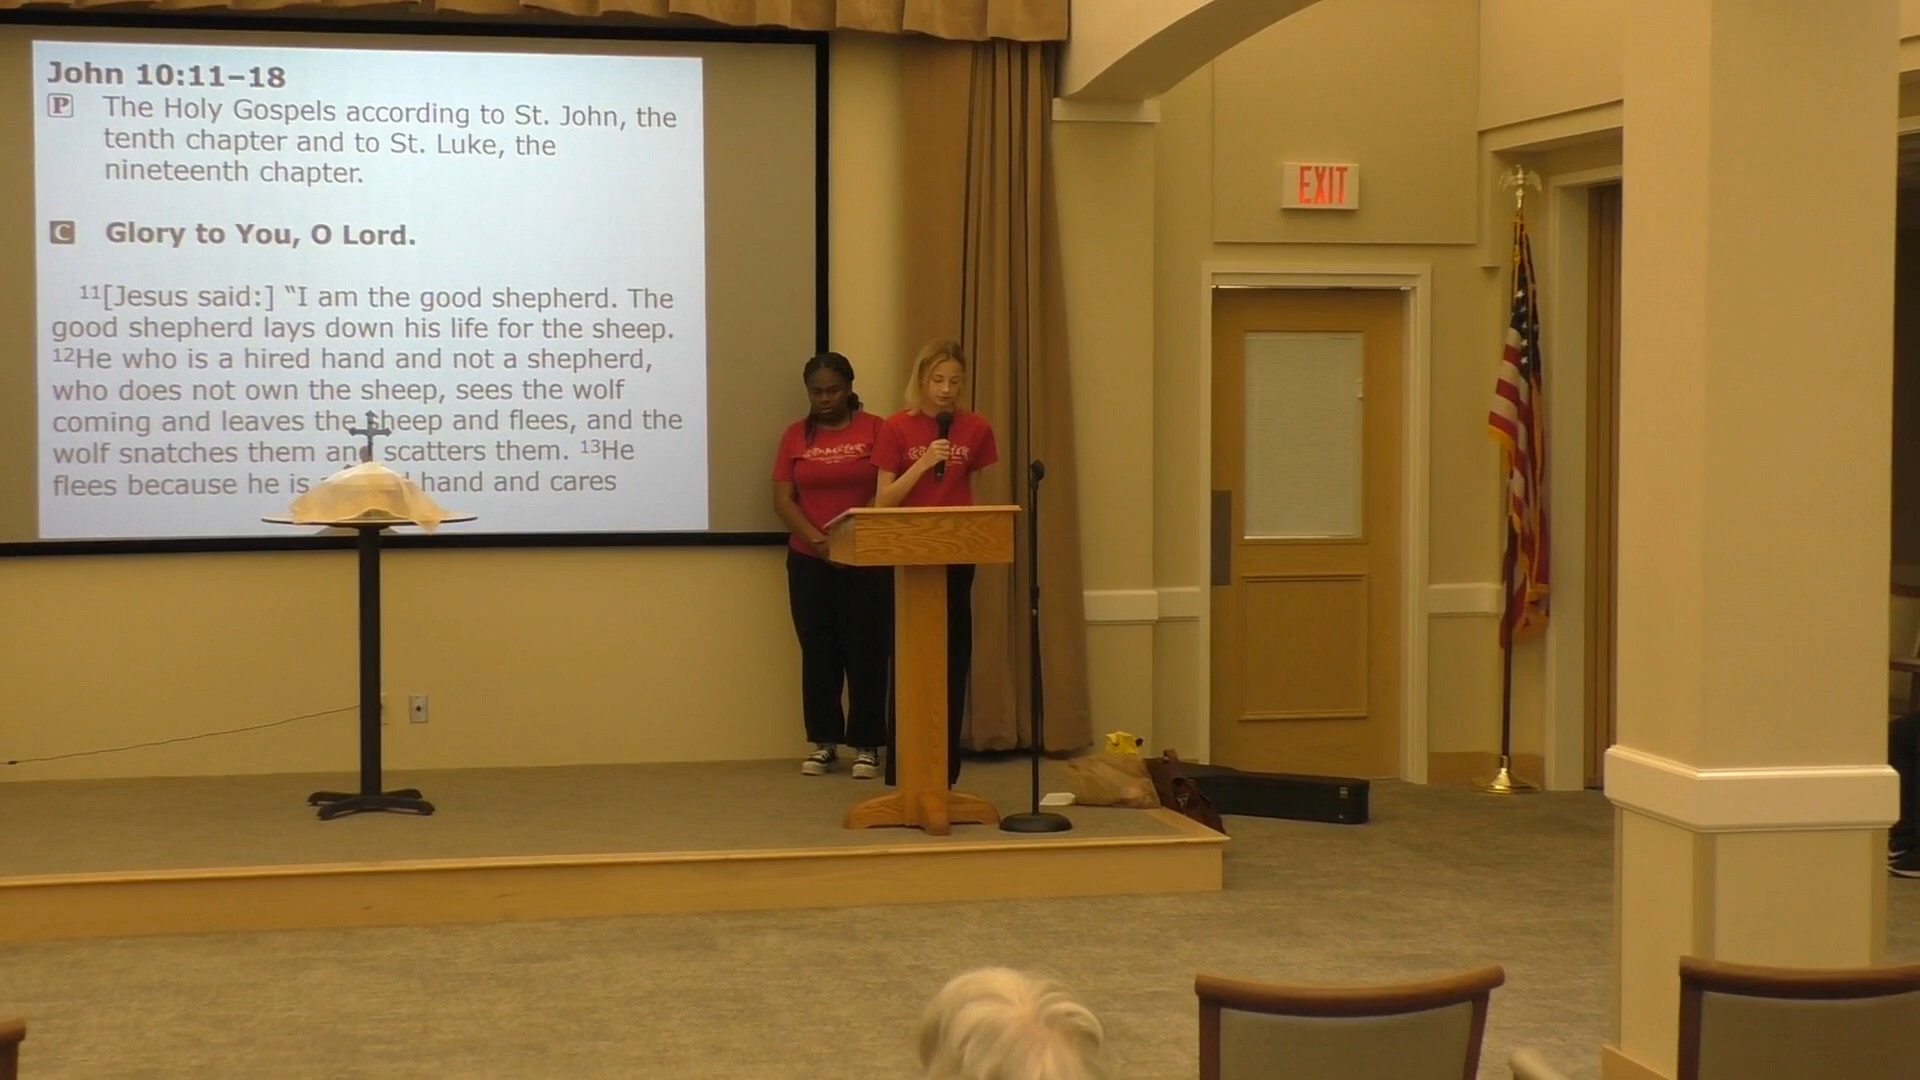 John 10:11–18
P The Holy Gospels according to St. John, the
tenth chapter and to St. Luke, the
nineteenth chapter.
C Glory to You, O Lord.
11[Jesus said:] “I am the good shepherd. The
good shepherd lays down his life for the sheep.
12He who is a hired hand and not a shepherd,
who does not own the sheep, sees the wolf
coming and leaves the sheep and flees, and the
wolf snatches them and scatters them. 13He
flees because he is hand and cares
EXIT